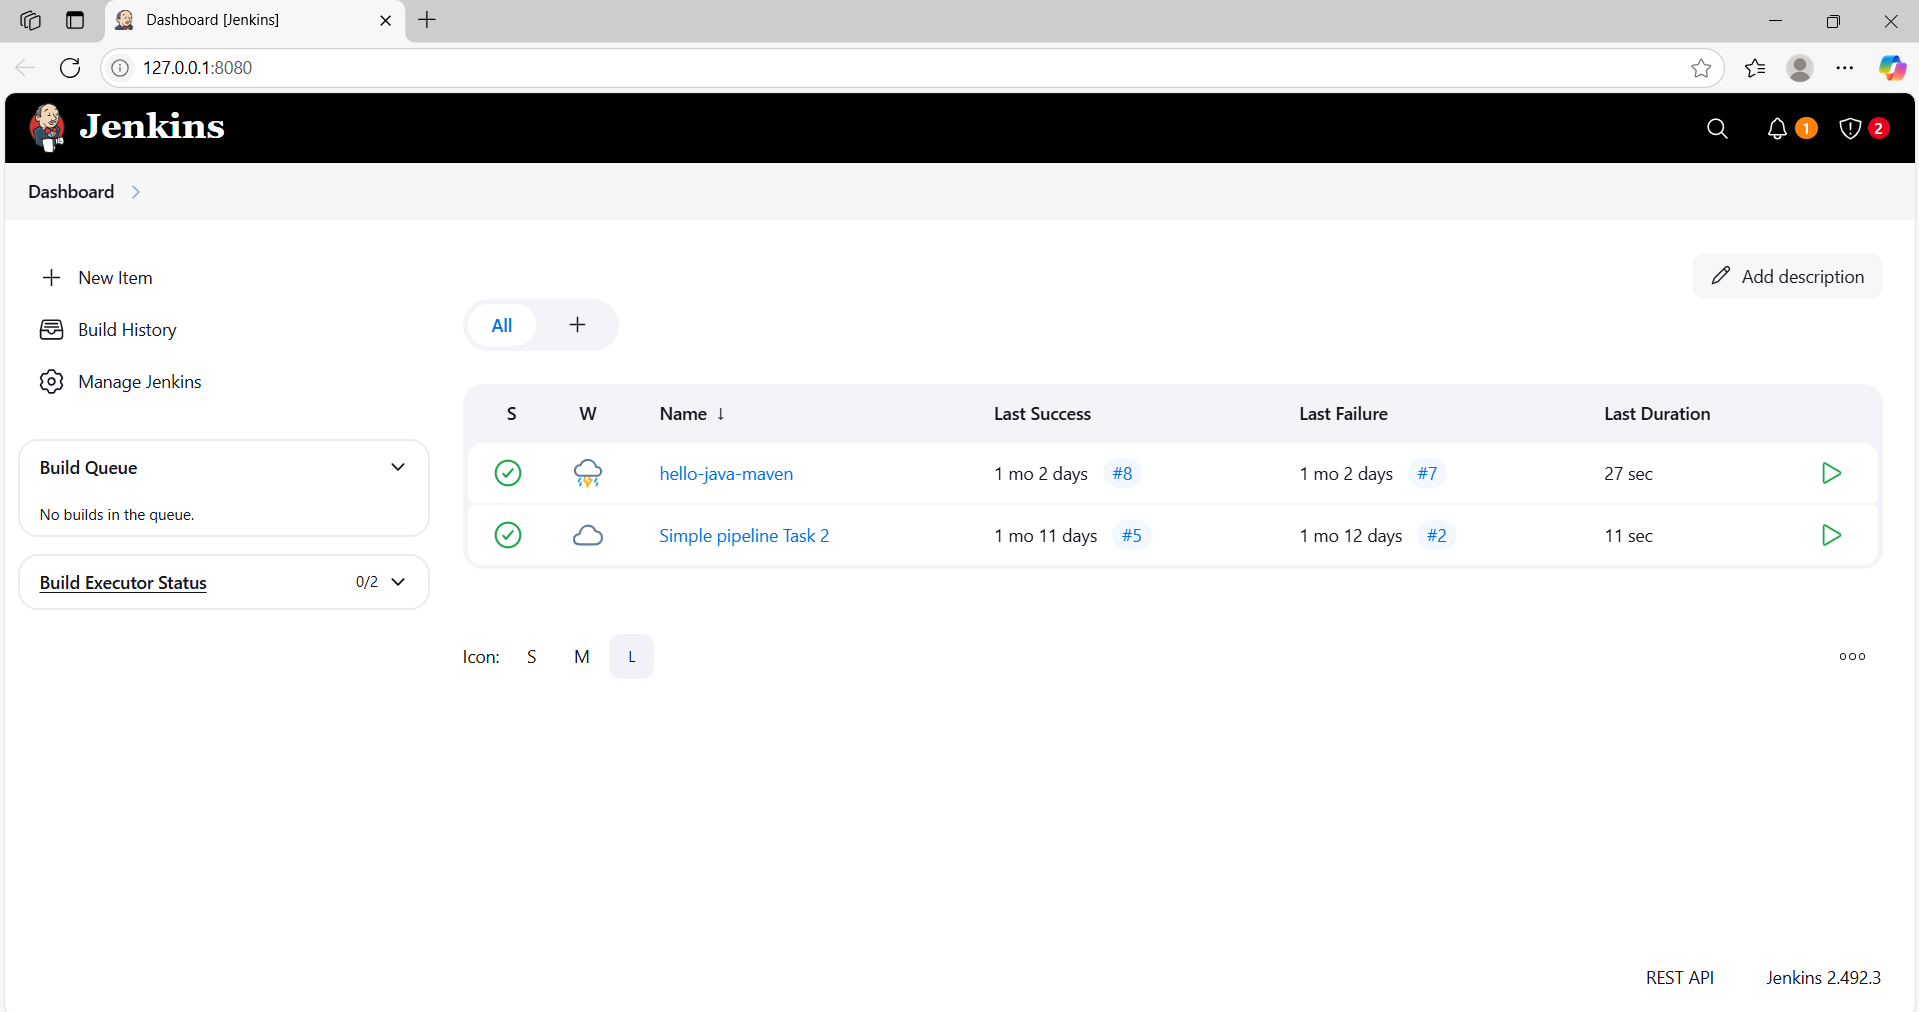 Dashboard [Jenkins]
127.0.0.1:8080
Jenkins
1
2
Dashboard
New Item
Add description
Build History
All
Manage Jenkins
S W Name ↓ Last Success Last Failure Last Duration
Build Queue
No builds in the queue.
hello-java-maven 1 mo 2 days #8 1 mo 2 days #7 27 sec
Simple pipeline Task 2 1 mo 11 days #5 1 mo 12 days #2 11 sec
Build Executor Status 0/2
Icon: S M L
REST API Jenkins 2.492.3